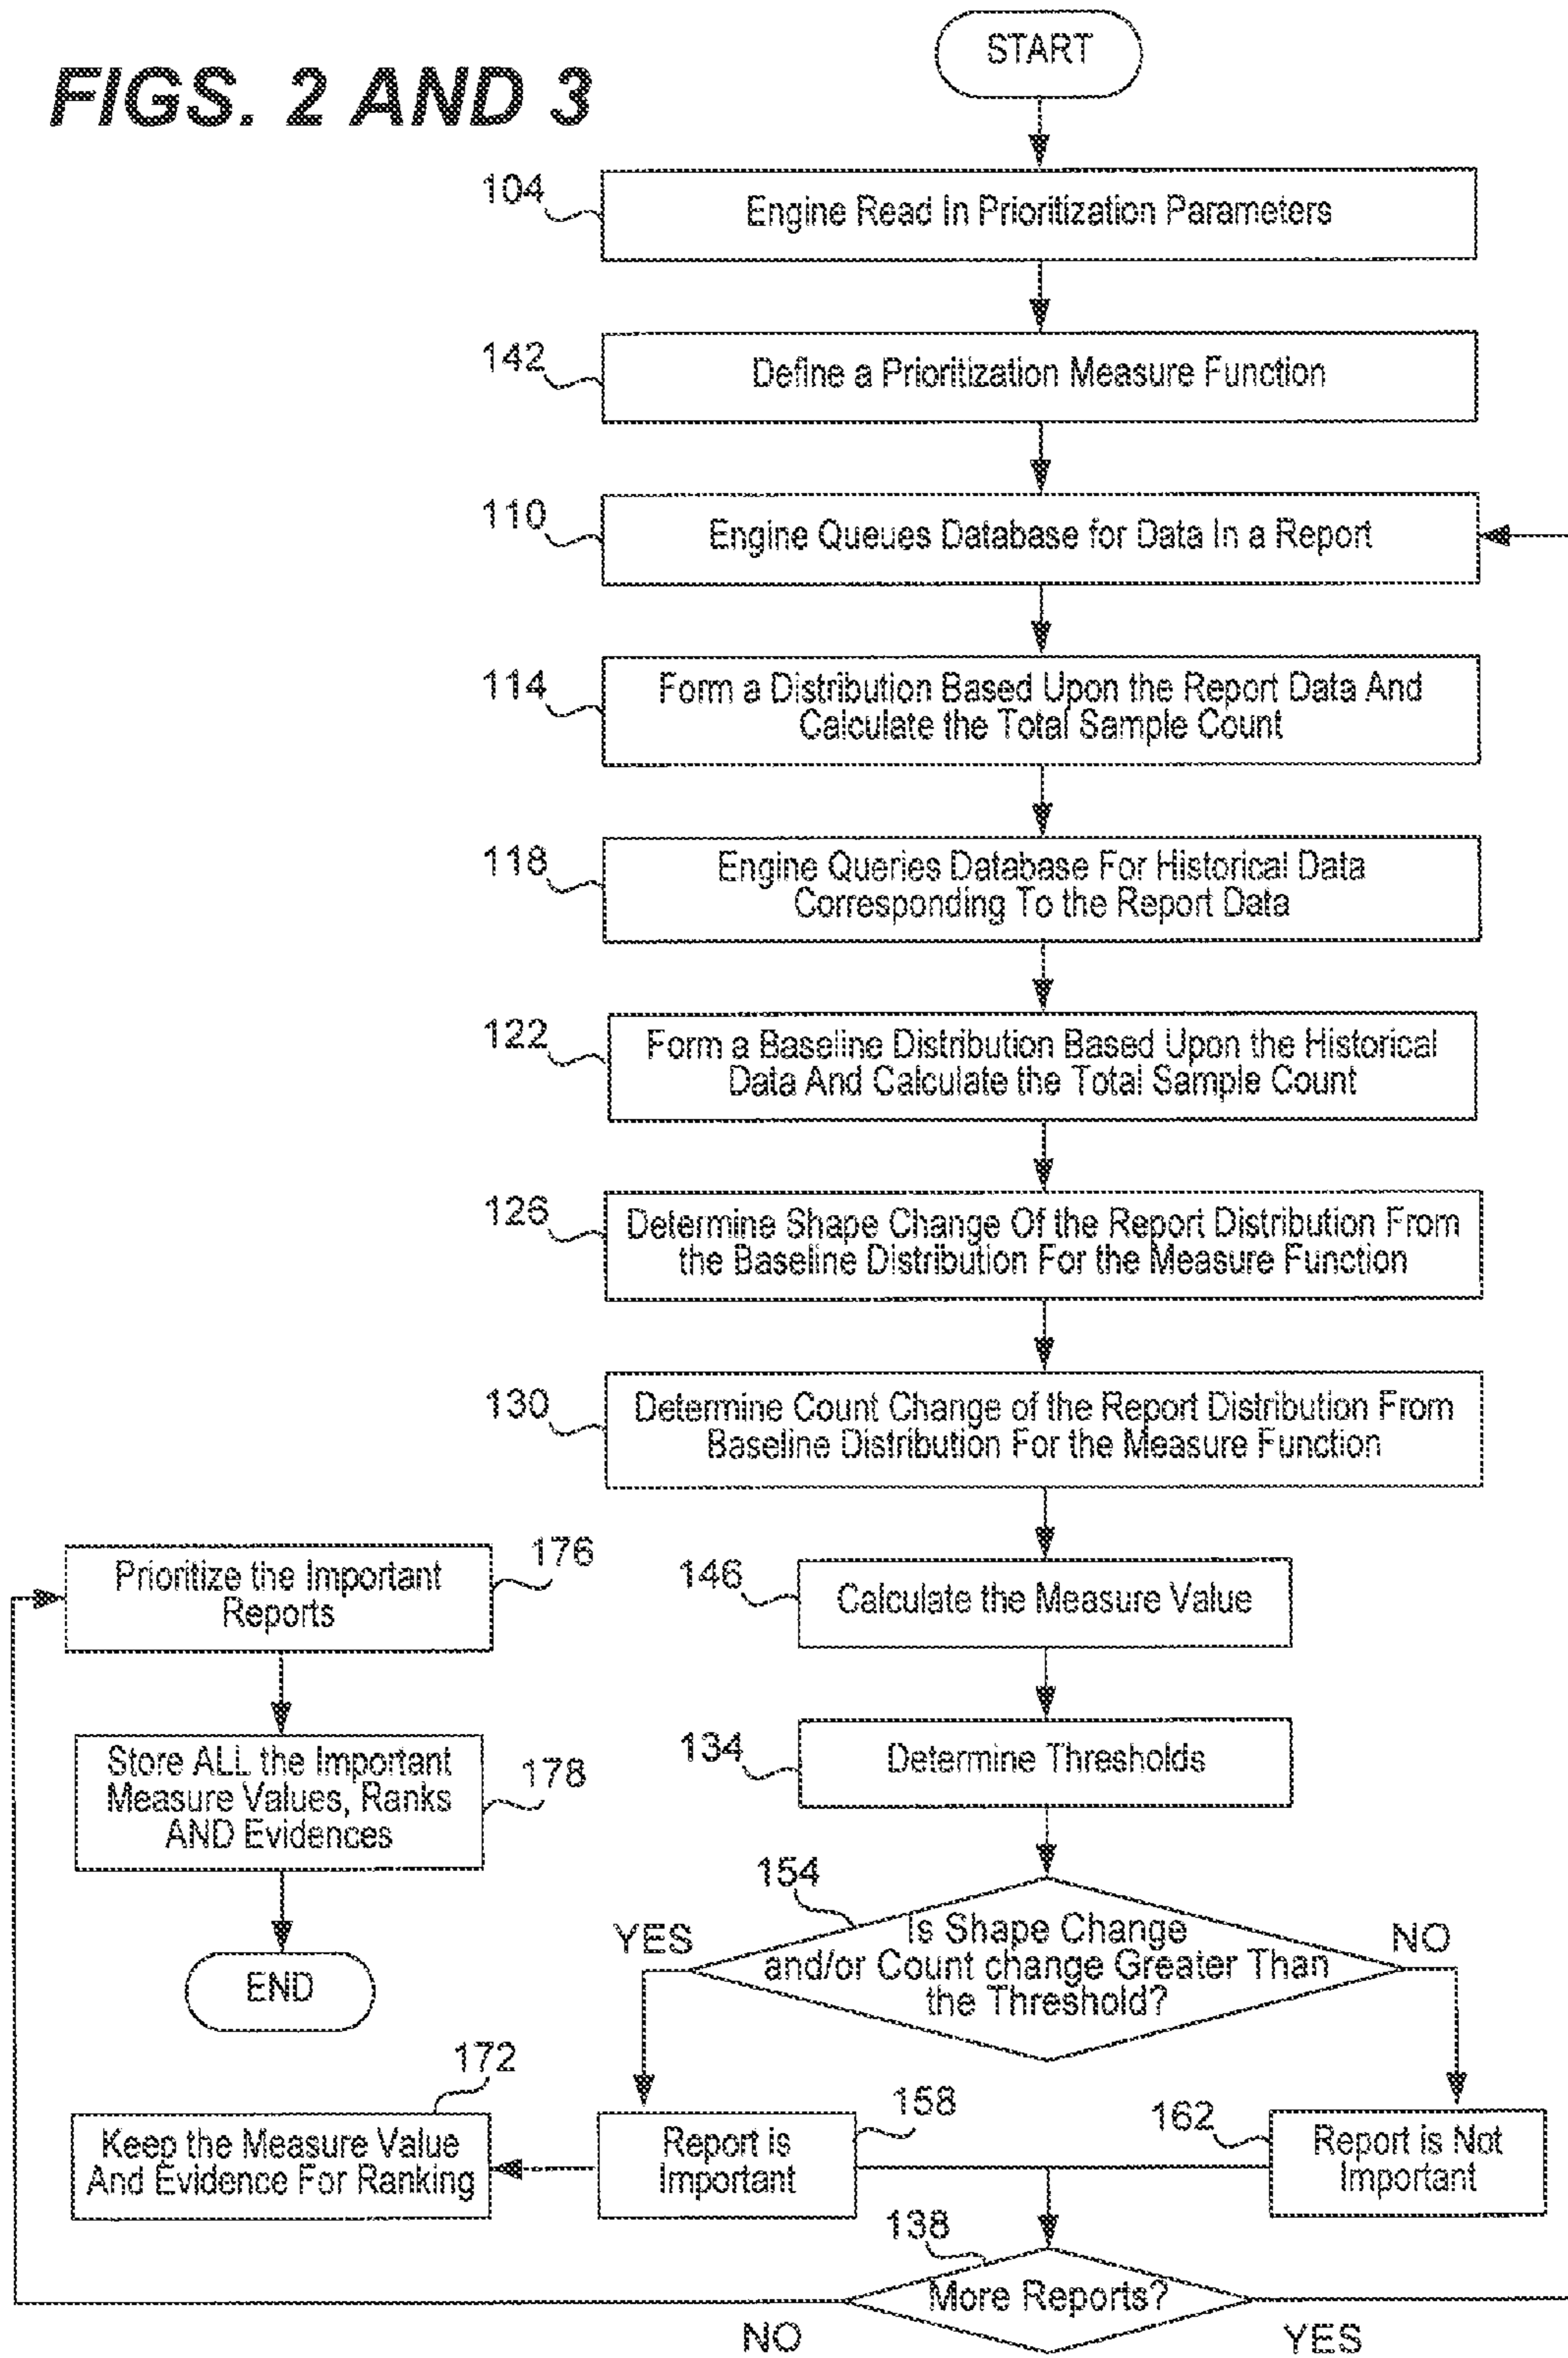 FIGS. 2 AND 3
START
104
Engine Read In Prioritization Parameters
142
Define a Prioritization Measure Function
110
Engine Queues Database for Data In a Report
114
Form a Distribution Based Upon the Report Data And
Calculate the Total Sample Count
118
Engine Queries Database For Historical Data
Corresponding To the Report Data
122
Form a Baseline Distribution Based Upon the Historical
Data And Calculate the Total Sample Count
126
Determine Shape Change Of the Report Distribution From
the Baseline Distribution For the Measure Function
130
Determine Count Change of the Report Distribution From
Baseline Distribution For the Measure Function
146
Calculate the Measure Value
134
Determine Thresholds
154
Is Shape Change
and/or Count change Greater Than
the Threshold?
YES
NO
158
Report is
Important
162
Report is Not
Important
172
Keep the Measure Value
And Evidence For Ranking
138
More Reports?
NO
YES
176
Prioritize the Important
Reports
178
Store ALL the Important
Measure Values, Ranks
AND Evidences
END